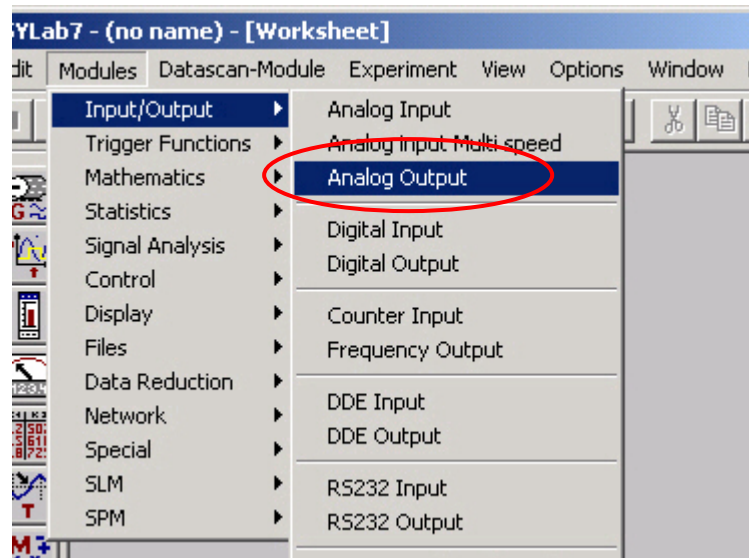 SYLab7 - (no name) - [Worksheet]
dit Modules Datascan-Module Experiment View Options Window
Input/Output
Trigger Functions
Mathematics
Statistics
Signal Analysis
Control
Display
Files
Data Reduction
Network
Special
SLM
SPM
Analog Input
Analog input Multi speed
Analog Output
Digital Input
Digital Output
Counter Input
Frequency Output
DDE Input
DDE Output
RS232 Input
RS232 Output
G
T
M